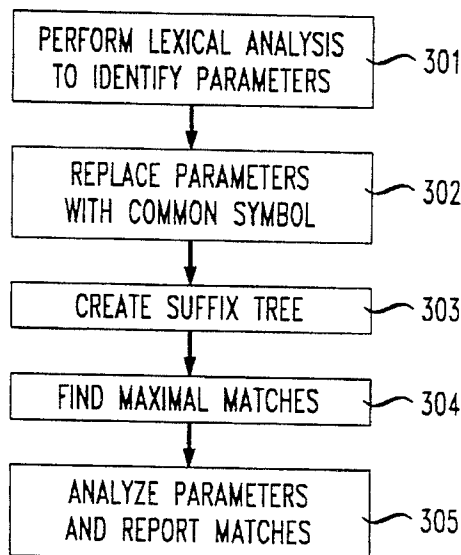 PERFORM LEXICAL ANALYSIS
TO IDENTIFY PARAMETERS
301
REPLACE PARAMETERS
WITH COMMON SYMBOL
302
CREATE SUFFIX TREE
303
FIND MAXIMAL MATCHES
304
ANALYZE PARAMETERS
AND REPORT MATCHES
305